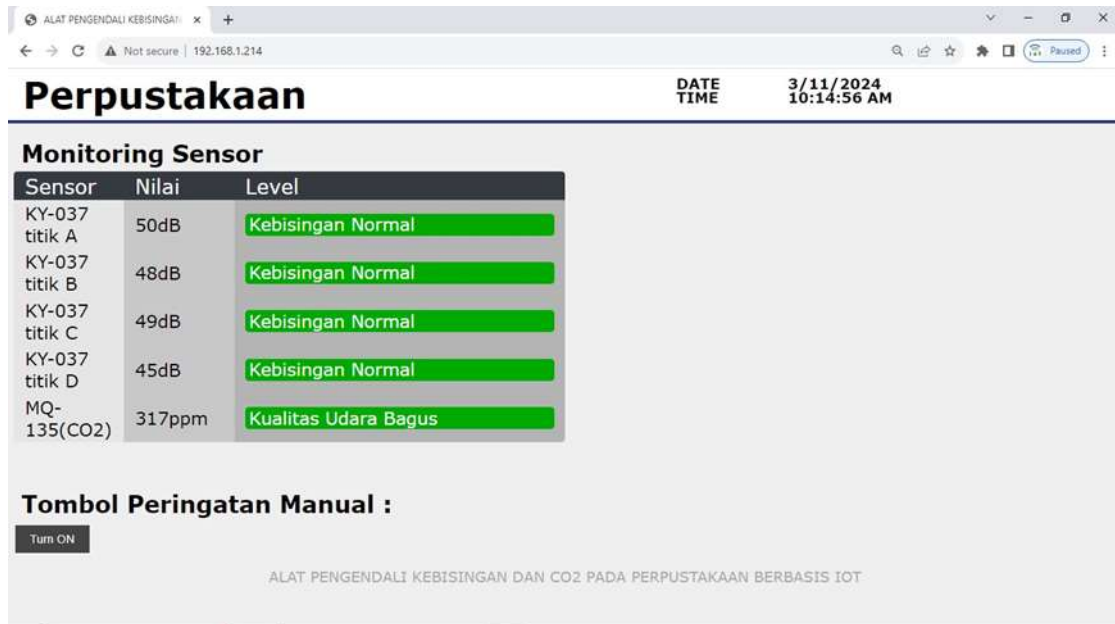 ALAT PENGENDALI KEBISINGAN
Not secure | 192.168.1.214
Paused
Perpustakaan
DATE 3/11/2024
TIME 10:14:56 AM
Monitoring Sensor
Sensor Nilai Level
KY-037
titik A
50dB
Kebisingan Normal
KY-037
titik B
48dB
Kebisingan Normal
KY-037
titik C
49dB
Kebisingan Normal
KY-037
titik D
45dB
Kebisingan Normal
MQ-
135(CO2)
317ppm
Kualitas Udara Bagus
Tombol Peringatan Manual :
Turn ON
ALAT PENGENDALI KEBISINGAN DAN CO2 PADA PERPUSTAKAAN BERBASIS IOT